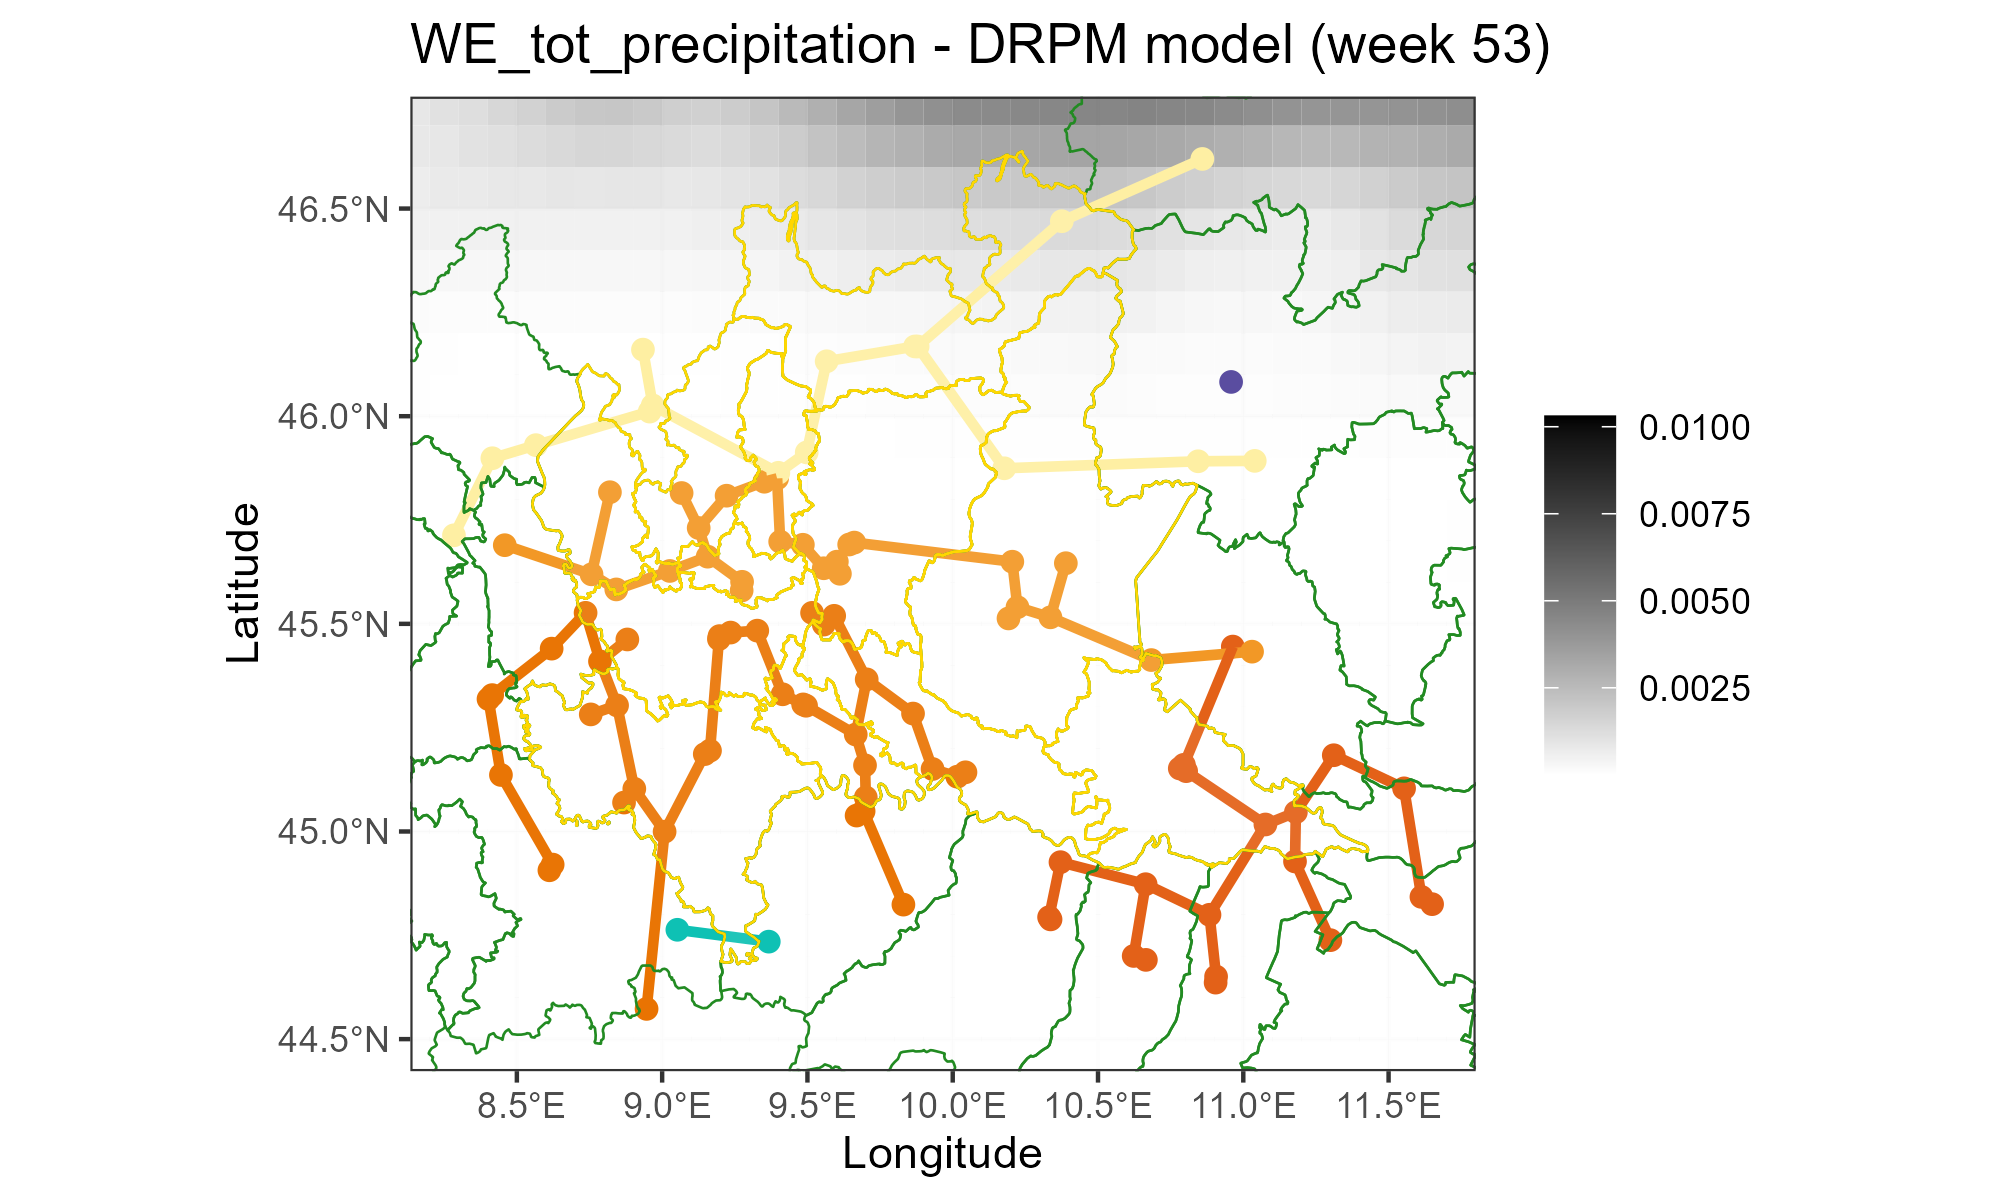 WE_tot_precipitation - DRPM model (week 53)
46.5°N
46.0°N
45.5°N
45.0°N
44.5°N
Latitude
8.5°E
9.0°E
9.5°E
10.0°E
10.5°E
11.0°E
11.5°E
Longitude
0.0100
0.0075
0.0050
0.0025